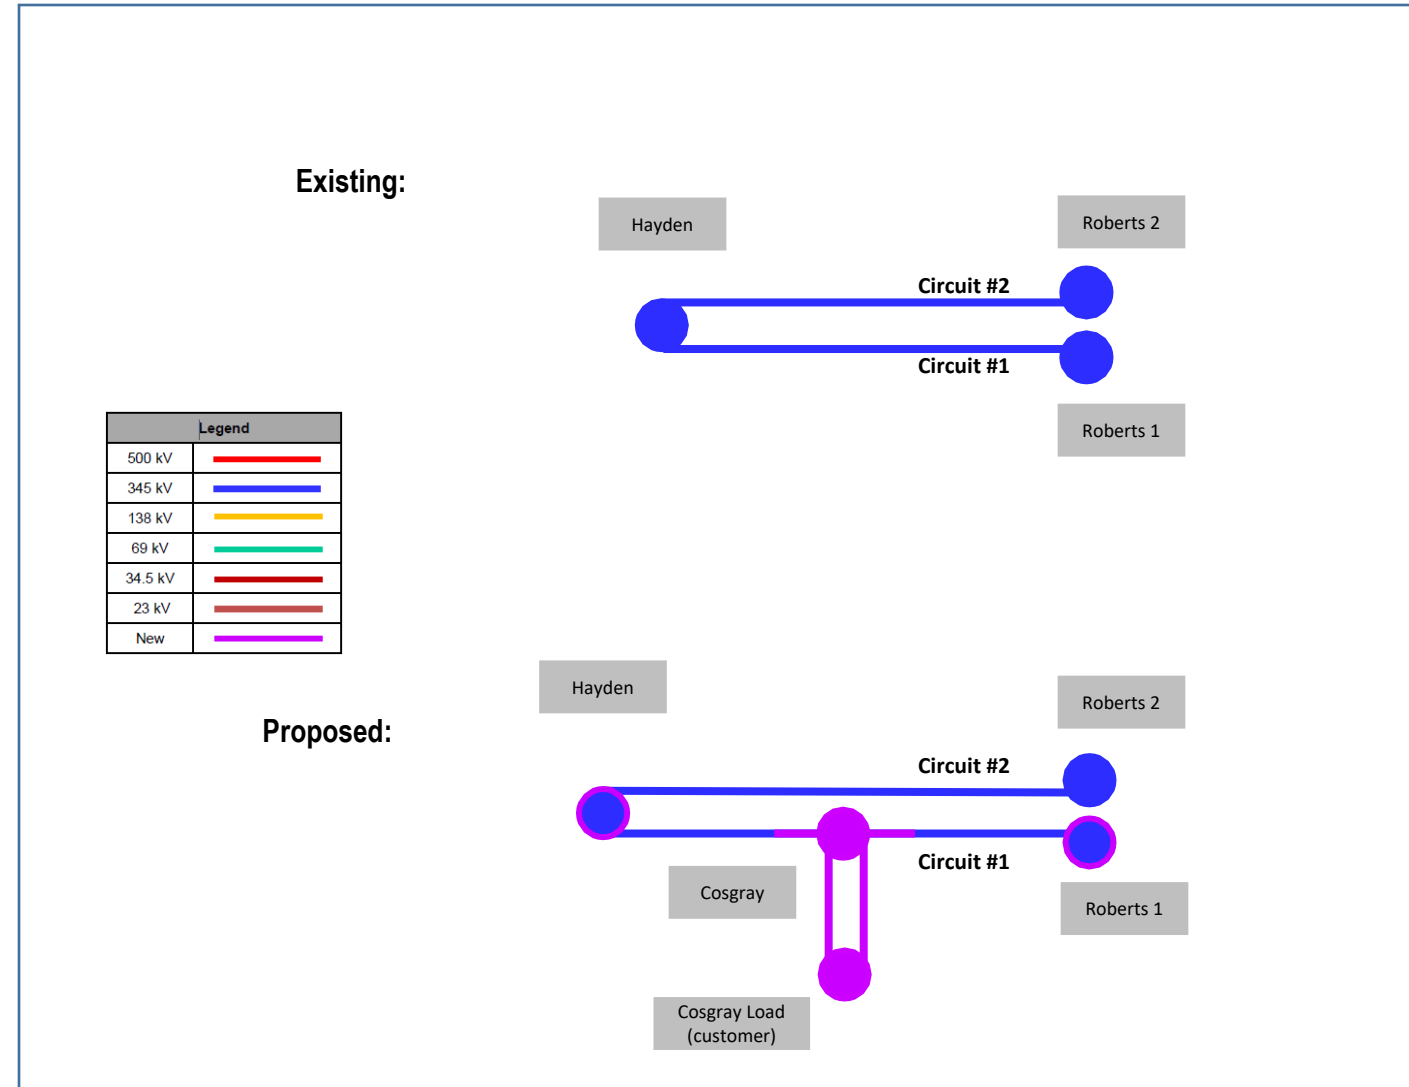 Existing:
Hayden
Roberts 2
Circuit #2
Circuit #1
Roberts 1
Legend
500 kV
345 kV
138 kV
69 kV
34.5 kV
23 kV
New
Proposed:
Hayden
Roberts 2
Circuit #2
Circuit #1
Cosgray
Roberts 1
Cosgray Load
(customer)